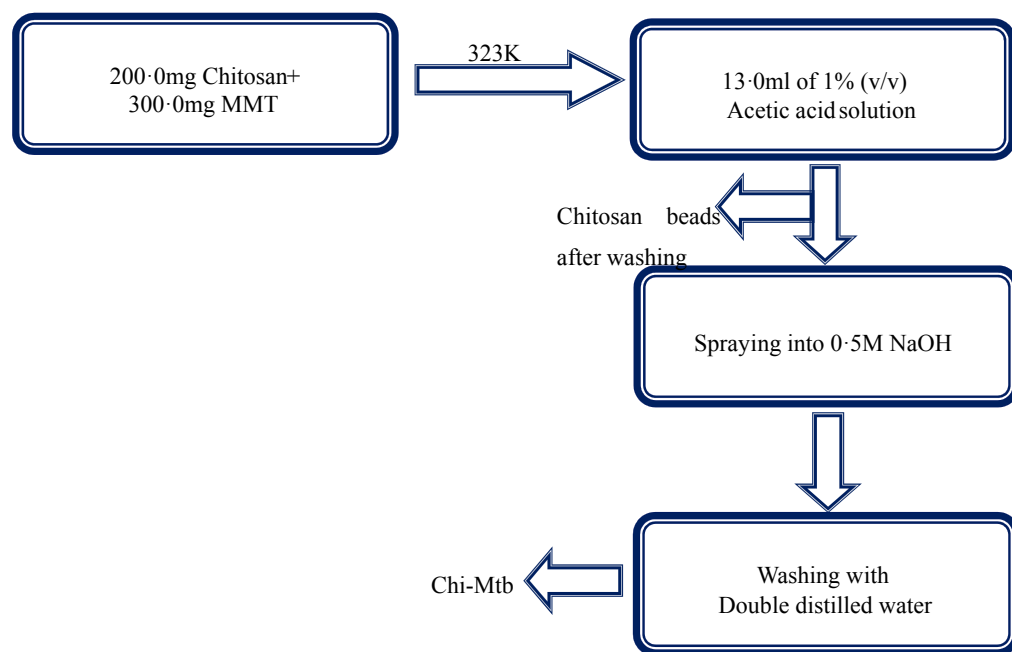 200·0mg Chitosan+
300·0mg MMT
323K
13·0ml of 1% (v/v)
Acetic acid solution
Chitosan beads
after washing
Spraying into 0·5M NaOH
Chi-Mtb
Washing with
Double distilled water